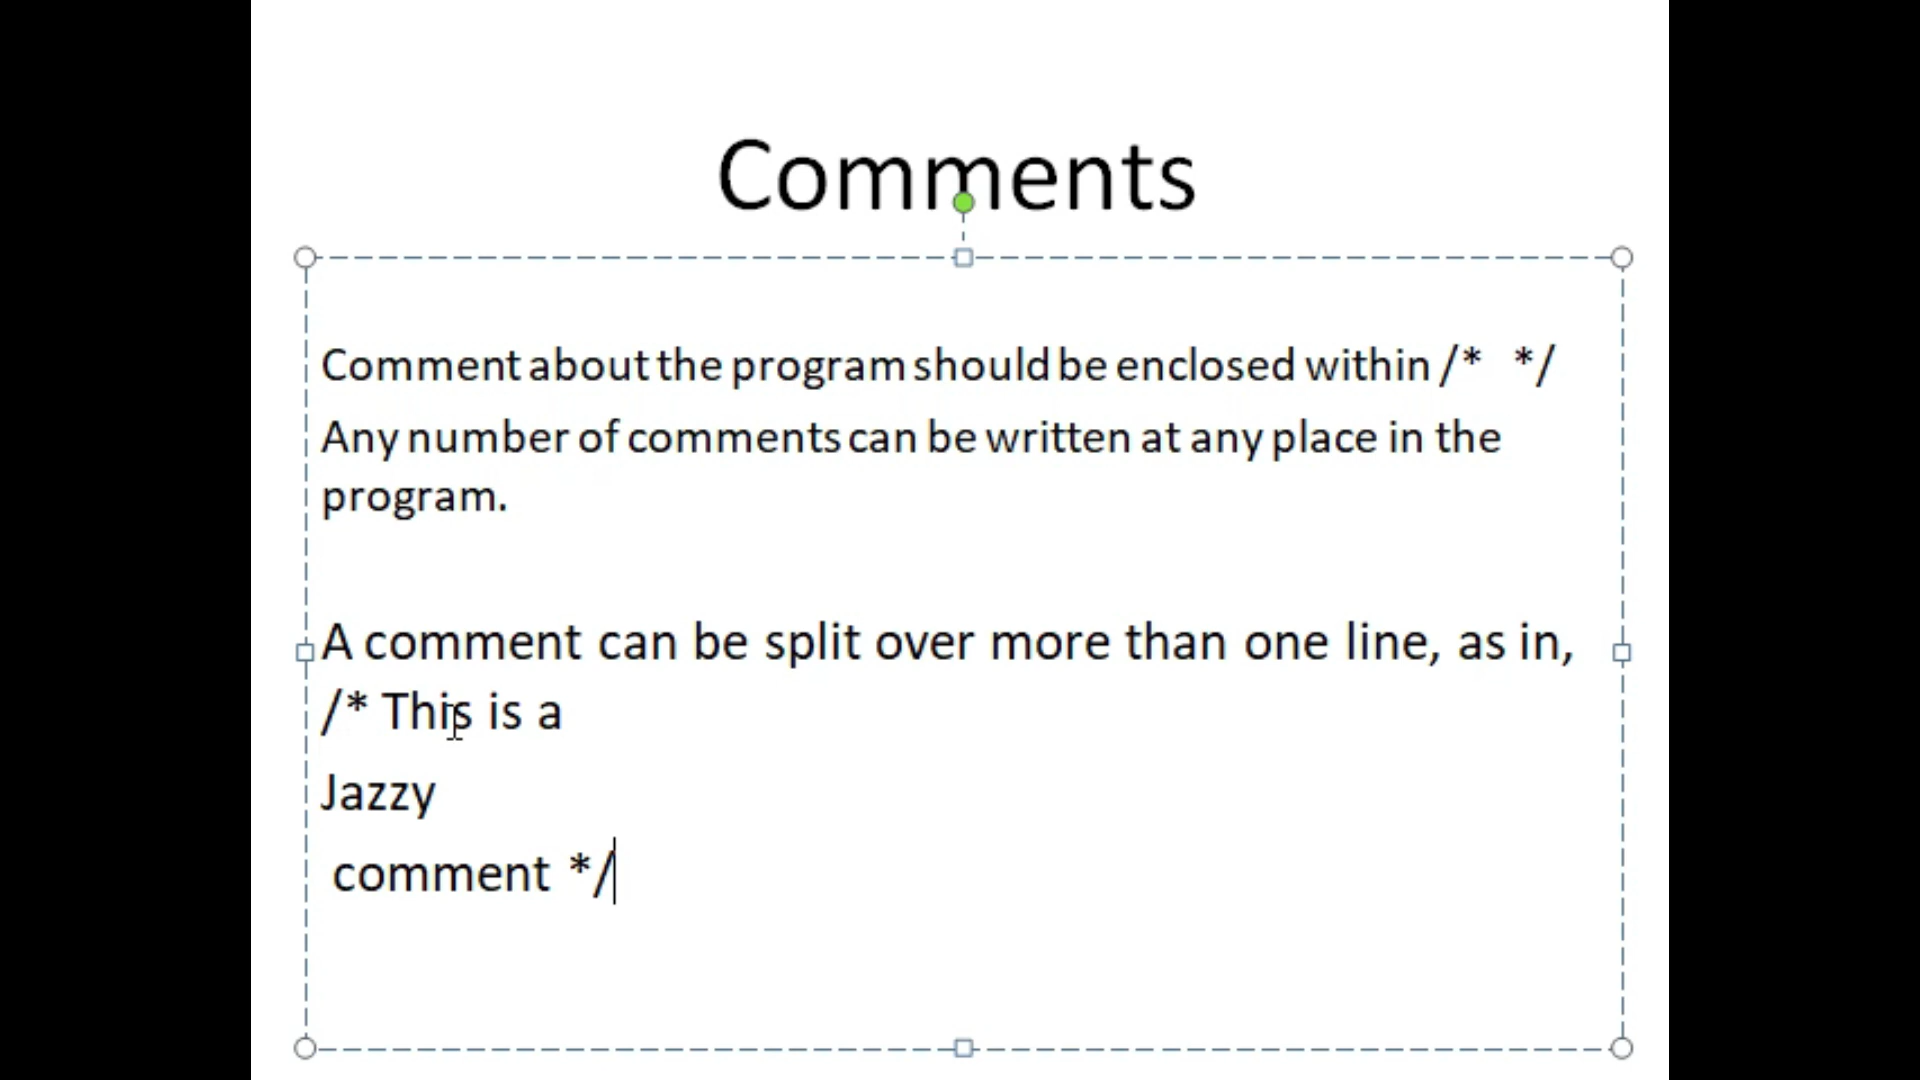 Comments
Comment about the program should be enclosed within /* */
Any number of comments can be written at any place in the
program.
A comment can be split over more than one line, as in,
/* This is a
Jazzy
comment */